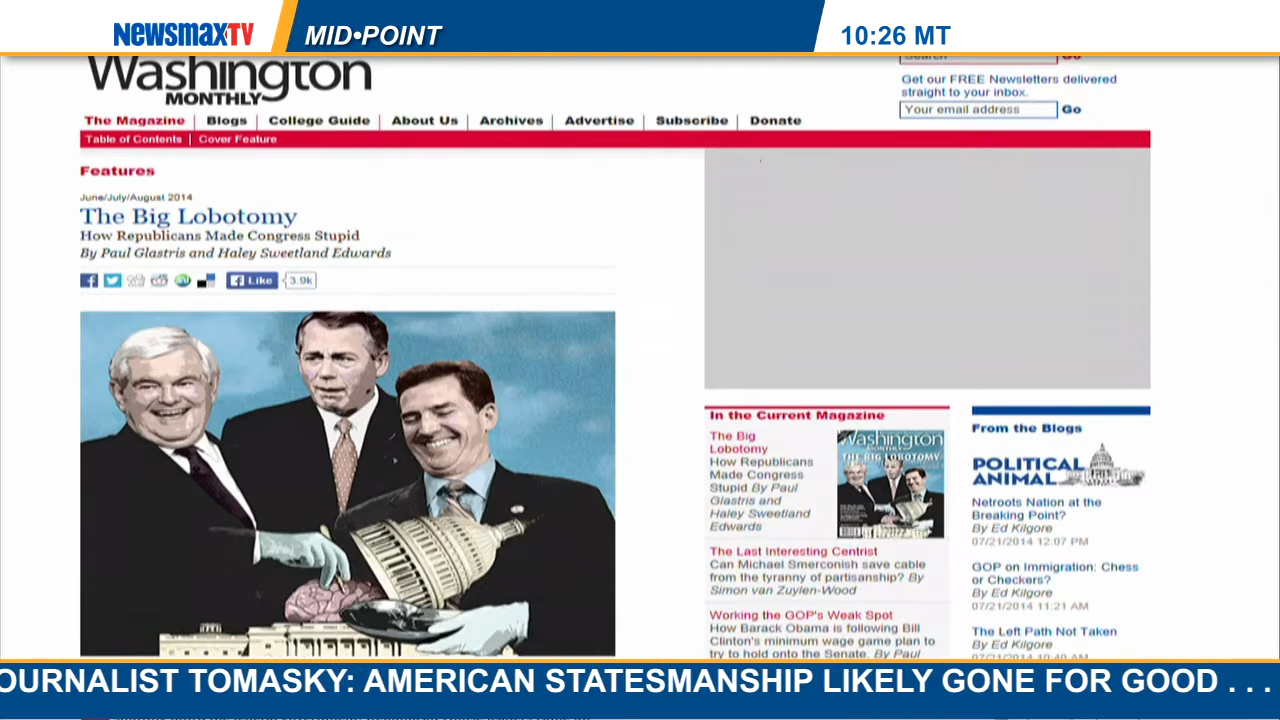 NEWSMAXTV
MID•POINT
10:26 MT
Washington
MONTHLY
Search
Go
Get our FREE Newsletters delivered
straight to your inbox.
Your email address
Go
The Magazine
Blogs
College Guide
About Us
Archives
Advertise
Subscribe
Donate
Table of Contents
Cover Feature
Features
June/July/August 2014
The Big Lobotomy
How Republicans Made Congress Stupid
By Paul Glastris and Haley Sweetland Edwards
Like
3.9k
In the Current Magazine
The Big
Lobotomy
How Republicans
Made Congress
Stupid By Paul
Glastris and
Haley Sweetland
Edwards
Washington
THE BIG LOBOTOMY
The Last Interesting Centrist
Can Michael Smerconish save cable
from the tyranny of partisanship? By
Simon van Zuylen-Wood
Working the GOP's Weak Spot
How Barack Obama is following Bill
Clinton's minimum wage game plan to
try to hold onto the Senate. By Paul
From the Blogs
POLITICAL
ANIMAL
Netroots Nation at the
Breaking Point?
By Ed Kilgore
07/21/2014 12:07 PM
GOP on Immigration: Chess
or Checkers?
By Ed Kilgore
07/21/2014 11:21 AM
The Left Path Not Taken
By Ed Kilgore
07/21/2014 10:40 AM
OURNALIST TOMASKY: AMERICAN STATESMANSHIP LIKELY GONE FOR GOOD . . .